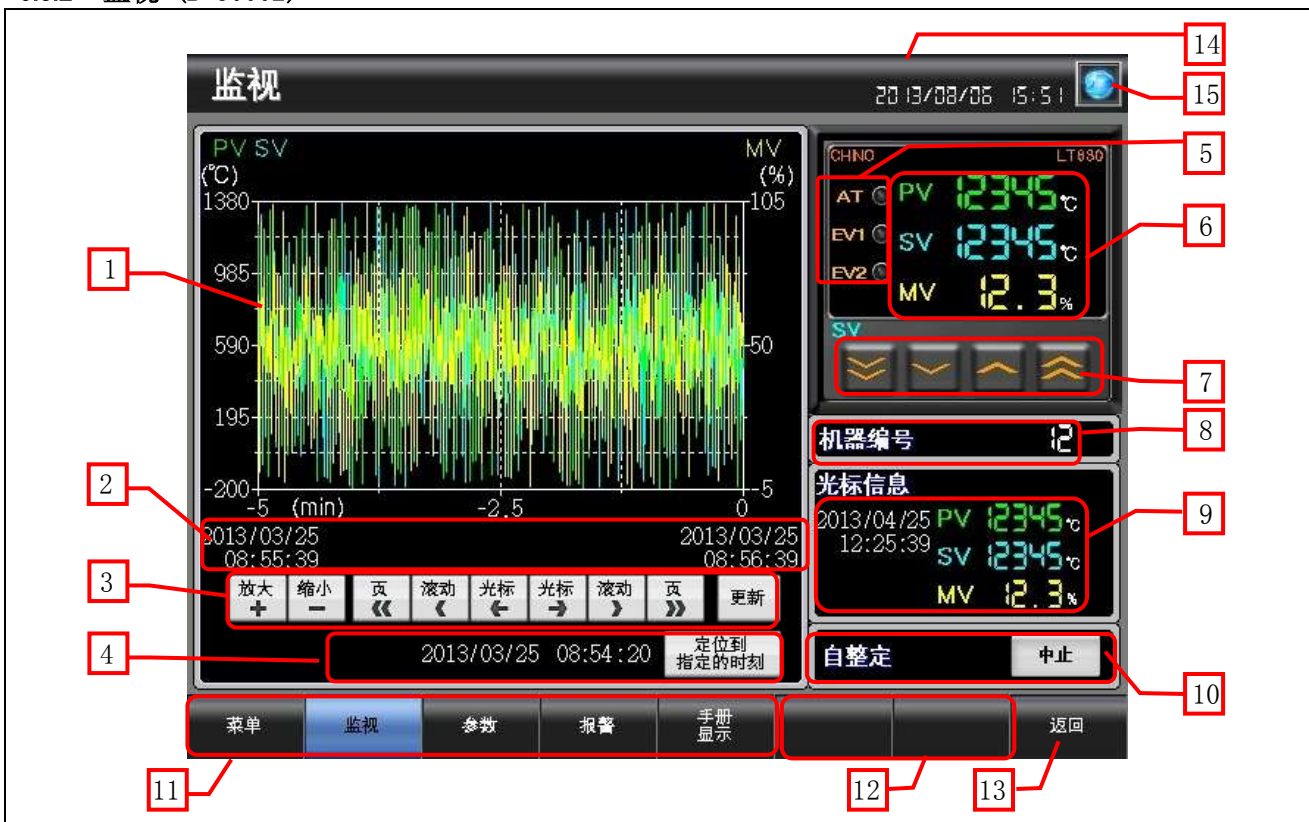 监视
2013/08/06 15:51
14
15
PV SV
MV
(℃)
(%)
1380
105
985
590
50
195
-200
-5
-5 (min)
-2.5
0
1
2013/03/25
08:55:39
2013/03/25
08:56:39
2
放大
+
缩小
−
页
《
滚动
〈
光标
←
光标
→
滚动
〉
页
》
更新
3
2013/03/25 08:54:20
定位到
指定的时刻
4
CHINO
LT830
AT
EV1
EV2
5
PV 12345℃
SV 12345℃
MV 12.3%
6
SV
7
机器编号 12
8
光标信息
2013/04/25
12:25:39
PV 12345℃
SV 12345℃
MV 12.3%
9
自整定
中止
10
菜单
监视
参数
报警
手册
显示
返回
11
12
13